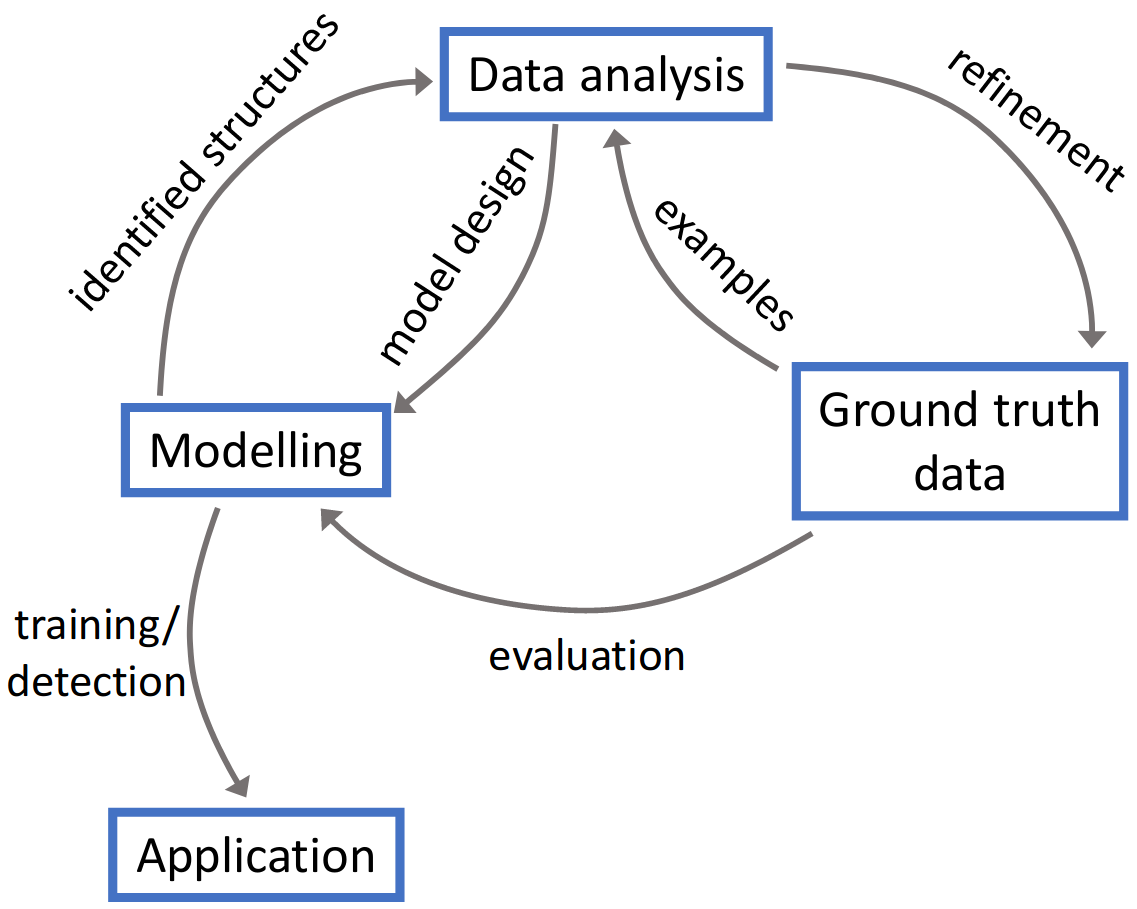 Data analysis
refinement
identified structures
model design
examples
Ground truth
data
Modelling
training/
detection
evaluation
Application